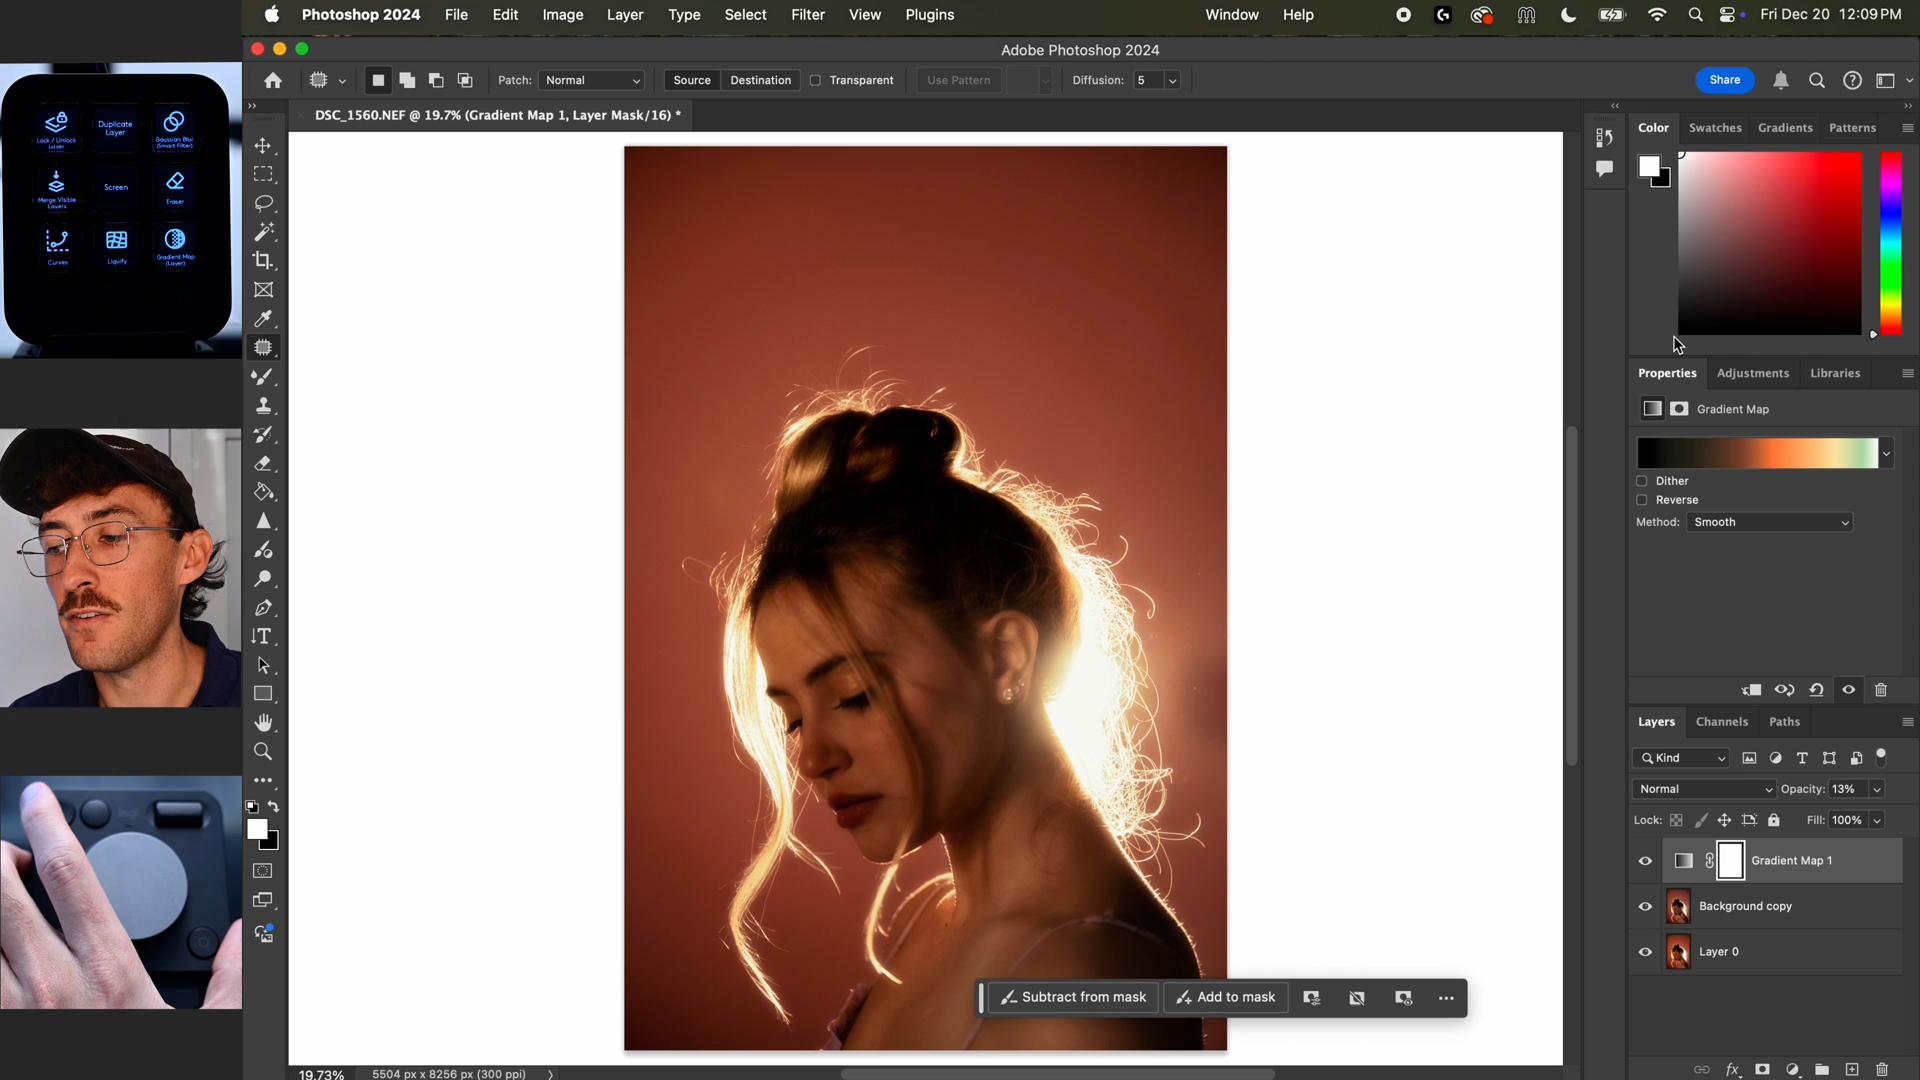 Photoshop 2024 File Edit Image Layer Type Select Filter View Plugins Window Help Fri Dec 20 12:09 PM
Adobe Photoshop 2024
Patch: Normal Source Destination Transparent Use Pattern Diffusion: 5 Share
DSC_1560.NEF @ 19.7% (Gradient Map 1, Layer Mask/16) *
Lock / Unlock Layer
Duplicate Layer
Gaussian Blur (Smart Filter)
Merge Visible Layers
Screen
Eraser
Curves
Liquify
Gradient Map (Layer)
Color Swatches Gradients Patterns
Properties Adjustments Libraries
Gradient Map
Dither
Reverse
Method: Smooth
Layers Channels Paths
Kind
Normal Opacity: 13%
Lock: Fill: 100%
Gradient Map 1
Background copy
Layer 0
Subtract from mask Add to mask
19.73% 5504 px x 8256 px (300 ppi)